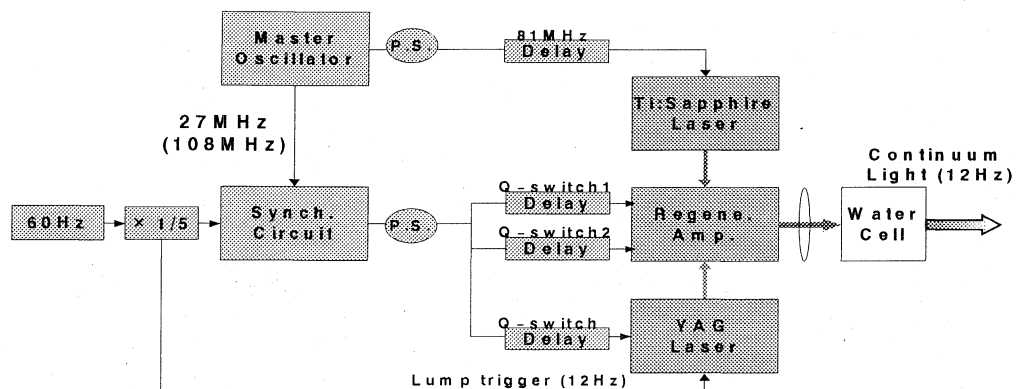 Master
Oscillator
P.S.
81MHz
Delay
Ti:Sapphire
Laser
27MHz
(108MHz)
Continuum
Light (12Hz)
60Hz
× 1/5
Synch.
Circuit
P.S.
Q-switch1
Delay
Q-switch2
Delay
Regene.
Amp.
Water
Cell
Q-switch
Delay
YAG
Laser
Lump trigger (12Hz)